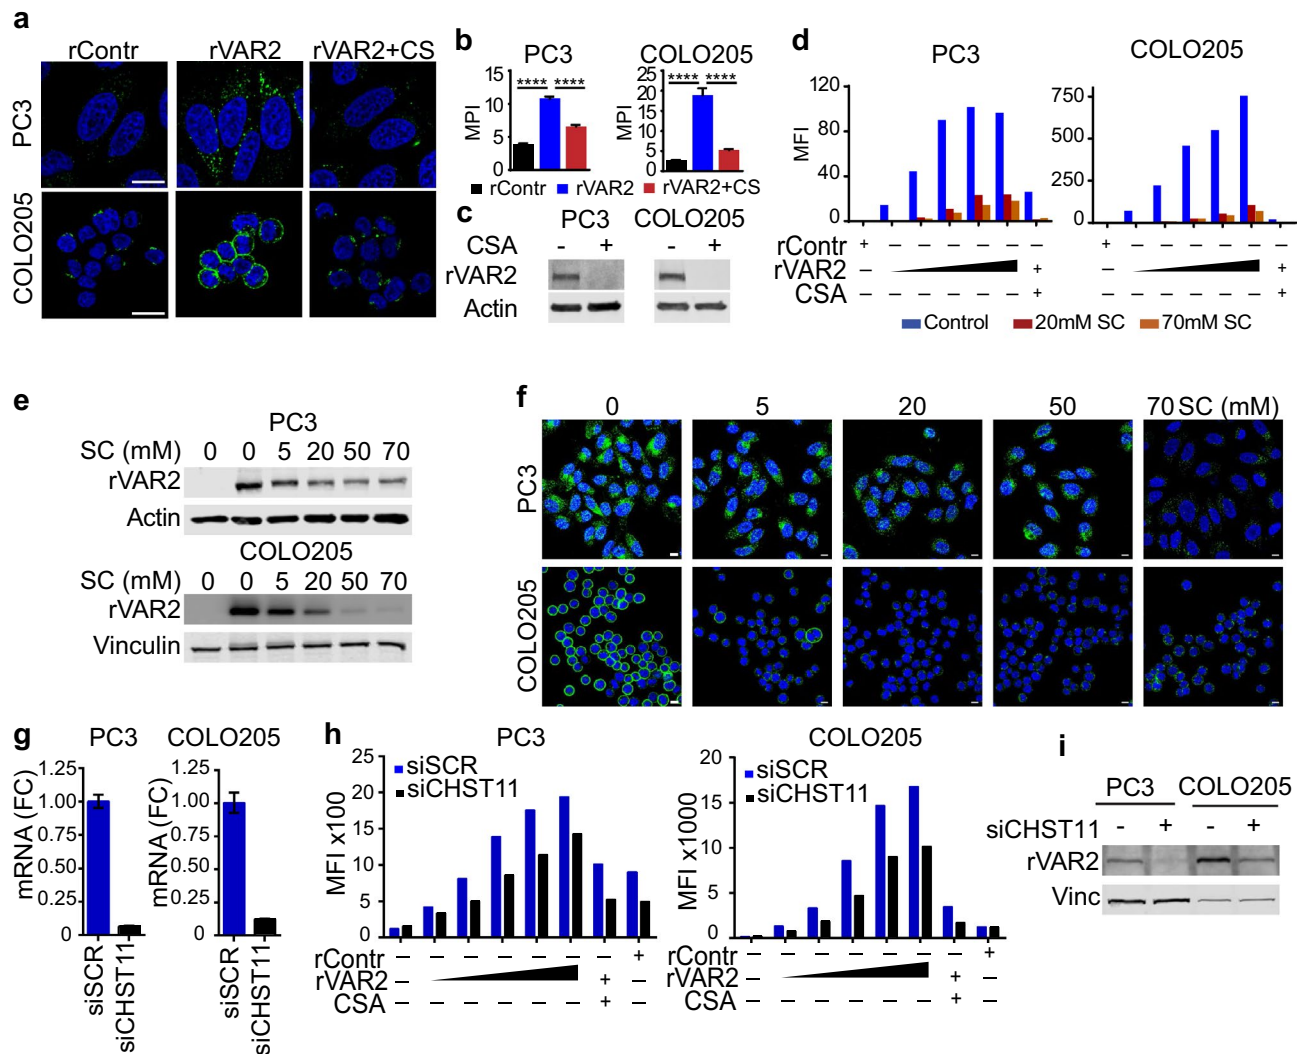 a
rContr rVAR2 rVAR2+CS
PC3
COLO205
b
PC3 COLO205
MPI
15
10
5
0
****
****
MPI
25
20
15
10
5
0
****
****
rContr rVAR2 rVAR2+CS
c
PC3 COLO205
CSA - + - +
rVAR2
Actin
d
PC3 COLO205
MFI
120
80
40
0
750
500
250
0
rContr + – – – – – – + – – – – – –
rVAR2 – + – +
CSA – – – – – – + – – – – – – +
Control 20mM SC 70mM SC
e
PC3
SC (mM) 0 0 5 20 50 70
rVAR2
Actin
COLO205
SC (mM) 0 0 5 20 50 70
rVAR2
Vinculin
f
0 5 20 50 70 SC (mM)
PC3
COLO205
g
PC3 COLO205
mRNA (FC)
1.25
1.00
0.75
0.50
0.25
0
siSCR
siCHST11
mRNA (FC)
1.25
1.00
0.75
0.50
0.25
0
siSCR
siCHST11
h
PC3 COLO205
MFI x100
25
20
15
10
5
0
siSCR
siCHST11
MFI x1000
20
15
10
5
0
siSCR
siCHST11
rContr – – – – – – – + – – – – – – – +
rVAR2 – + – – + –
CSA – – – – – – + – – – – – – – + –
i
PC3 COLO205
siCHST11 - + - +
rVAR2
Vinc